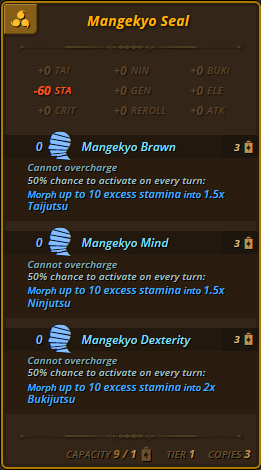 Mangekyo Seal
+0 TAI +0 NIN +0 BUKI
-60 STA +0 GEN +0 ELE
+0 CRIT +0 REROLL +0 ATK
0 Mangekyo Brawn 3
Cannot overcharge
50% chance to activate on every turn:
Morph up to 10 excess stamina into 1.5x
Taijutsu
0 Mangekyo Mind 3
Cannot overcharge
50% chance to activate on every turn:
Morph up to 10 excess stamina into 1.5x
Ninjutsu
0 Mangekyo Dexterity 3
Cannot overcharge
50% chance to activate on every turn:
Morph up to 10 excess stamina into 2x
Bukijutsu
CAPACITY 9 / 1 TIER 1 COPIES 3